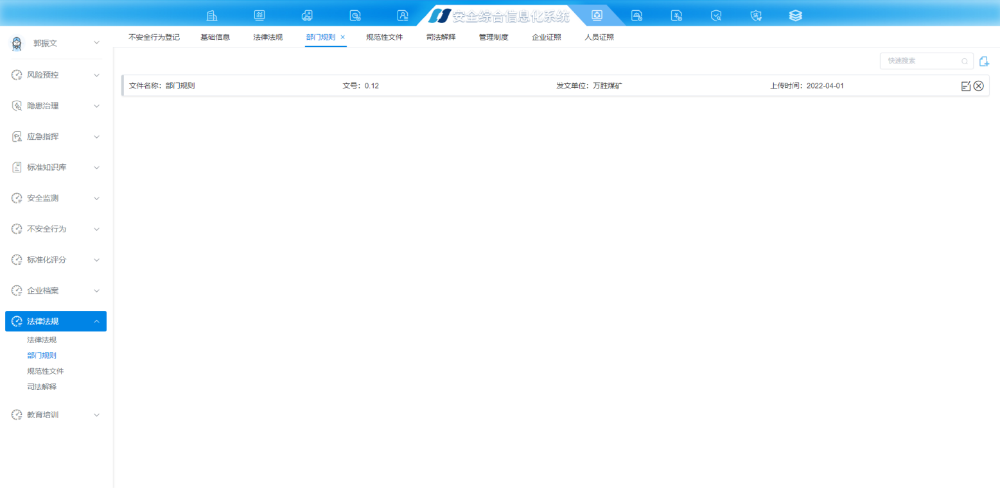 安全综合信息化系统
郭振文
不安全行为登记 基础信息 法律法规 部门规则 × 规范性文件 司法解释 管理制度 企业证照 人员证照
快速搜索
文件名称：部门规则 文号：0.12 发文单位：万胜煤矿 上传时间：2022-04-01
风险预控
隐患治理
应急指挥
标准知识库
安全监测
不安全行为
标准化评分
企业档案
法律法规
法律法规
部门规则
规范性文件
司法解释
教育培训